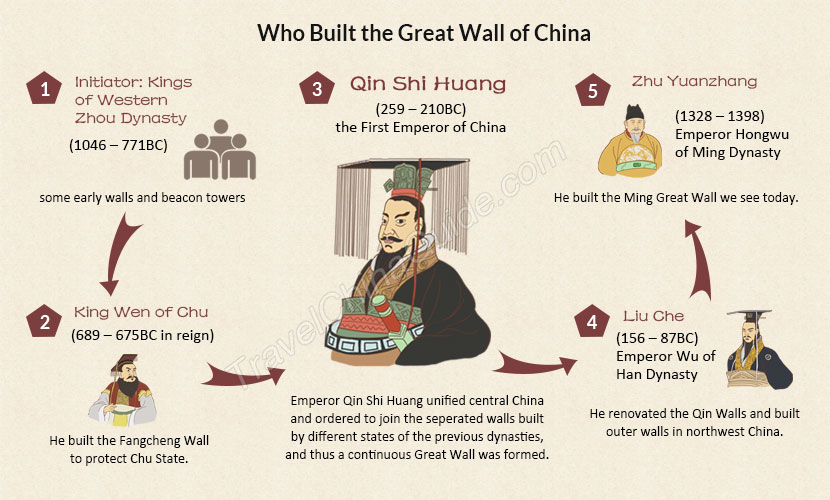 Who Built the Great Wall of China
1
Initiator: Kings
of Western
Zhou Dynasty
(1046 – 771BC)
some early walls and beacon towers
2
King Wen of Chu
(689 – 675BC in reign)
He built the Fangcheng Wall
to protect Chu State.
3
Qin Shi Huang
(259 – 210BC)
the First Emperor of China
Emperor Qin Shi Huang unified central China
and ordered to join the seperated walls built
by different states of the previous dynasties,
and thus a continuous Great Wall was formed.
4
Liu Che
(156 – 87BC)
Emperor Wu of
Han Dynasty
He renovated the Qin Walls and built
outer walls in northwest China.
5
Zhu Yuanzhang
(1328 – 1398)
Emperor Hongwu
of Ming Dynasty
He built the Ming Great Wall we see today.
TravelChinaGuide.com